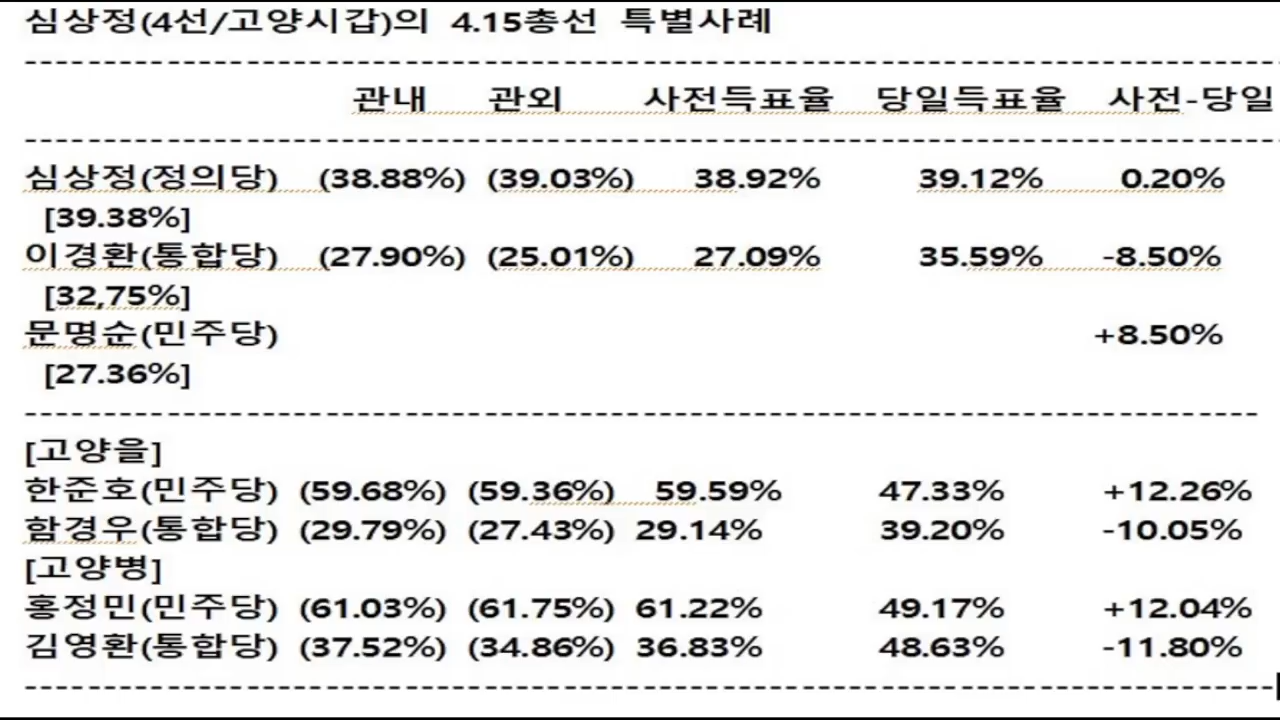 심상정(4선/고양시갑)의 4.15총선 특별사례
--------------------------------------------------------------------------------
관내 관외 사전득표율 당일득표율 사전-당일
--------------------------------------------------------------------------------
심상정(정의당) (38.88%) (39.03%) 38.92% 39.12% 0.20%
[39.38%]
이경환(통합당) (27.90%) (25.01%) 27.09% 35.59% -8.50%
[32,75%]
문명순(민주당) +8.50%
[27.36%]
--------------------------------------------------------------------------------
[고양을]
한준호(민주당) (59.68%) (59.36%) 59.59% 47.33% +12.26%
함경우(통합당) (29.79%) (27.43%) 29.14% 39.20% -10.05%
[고양병]
홍정민(민주당) (61.03%) (61.75%) 61.22% 49.17% +12.04%
김영환(통합당) (37.52%) (34.86%) 36.83% 48.63% -11.80%
--------------------------------------------------------------------------------